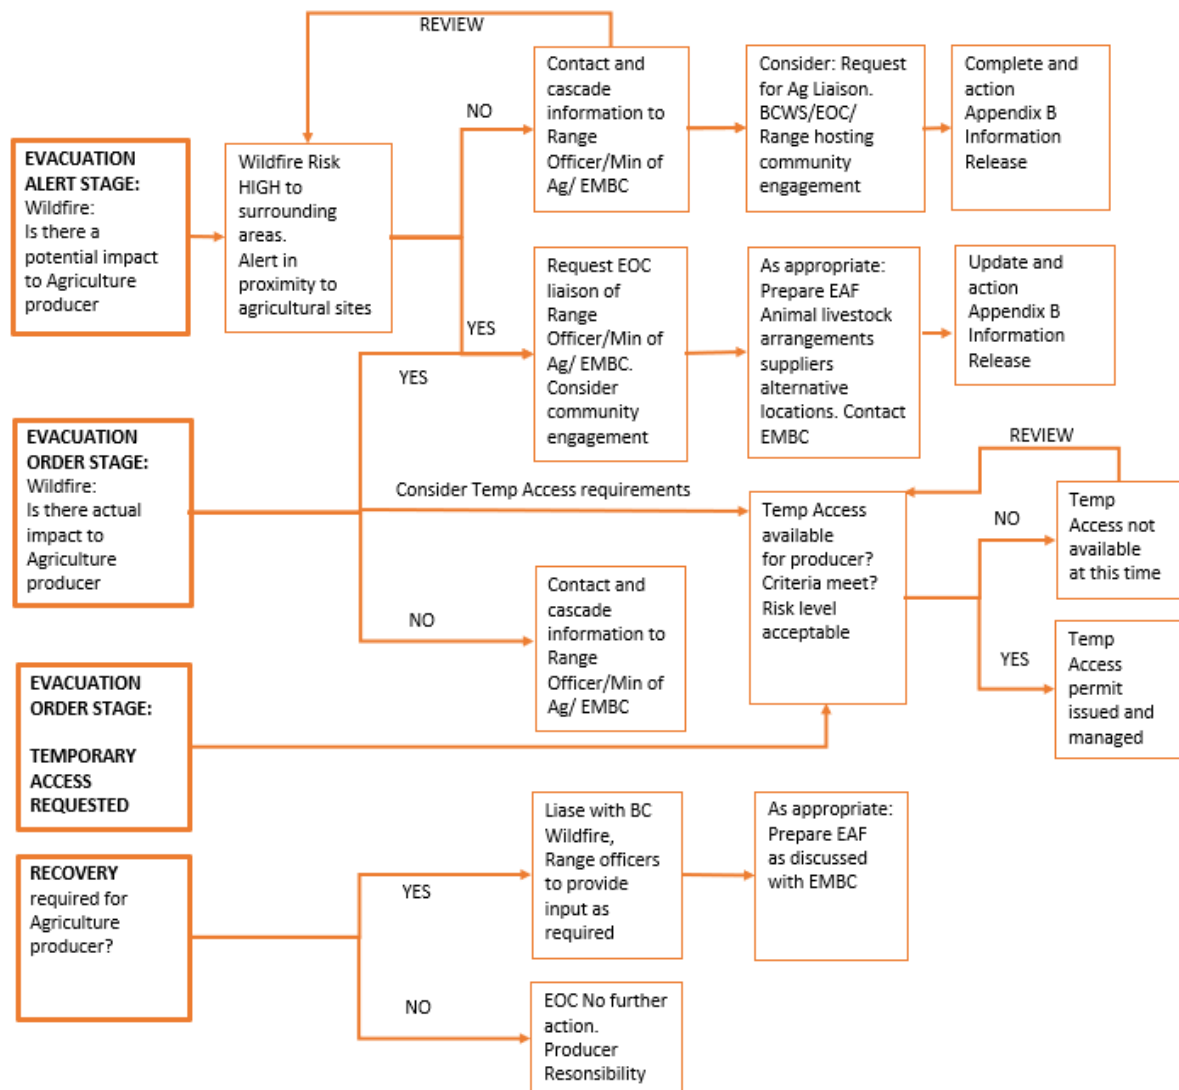 REVIEW
EVACUATION
ALERT STAGE:
Wildfire:
Is there a
potential impact
to Agriculture
producer
Wildfire Risk
HIGH to
surrounding
areas.
Alert in
proximity to
agricultural sites
NO
Contact and
cascade
information to
Range
Officer/Min of
Ag/ EMBC
Consider: Request
for Ag Liaison.
BCWS/EOC/
Range hosting
community
engagement
Complete and
action
Appendix B
Information
Release
YES
Request EOC
liaison of
Range
Officer/Min of
Ag/ EMBC.
Consider
community
engagement
As appropriate:
Prepare EAF
Animal livestock
arrangements
suppliers
alternative
locations. Contact
EMBC
Update and
action
Appendix B
Information
Release
EVACUATION
ORDER STAGE:
Wildfire:
Is there actual
impact to
Agriculture
producer
YES
Consider Temp Access requirements
NO
Contact and
cascade
information to
Range
Officer/Min of
Ag/ EMBC
Temp Access
available
for producer?
Criteria meet?
Risk level
acceptable
REVIEW
NO
Temp
Access not
available
at this time
YES
Temp
Access
permit
issued and
managed
EVACUATION
ORDER STAGE:
TEMPORARY
ACCESS
REQUESTED
RECOVERY
required for
Agriculture
producer?
YES
Liase with BC
Wildfire,
Range officers
to provide
input as
required
As appropriate:
Prepare EAF
as discussed
with EMBC
NO
EOC No further
action.
Producer
Resonsibility